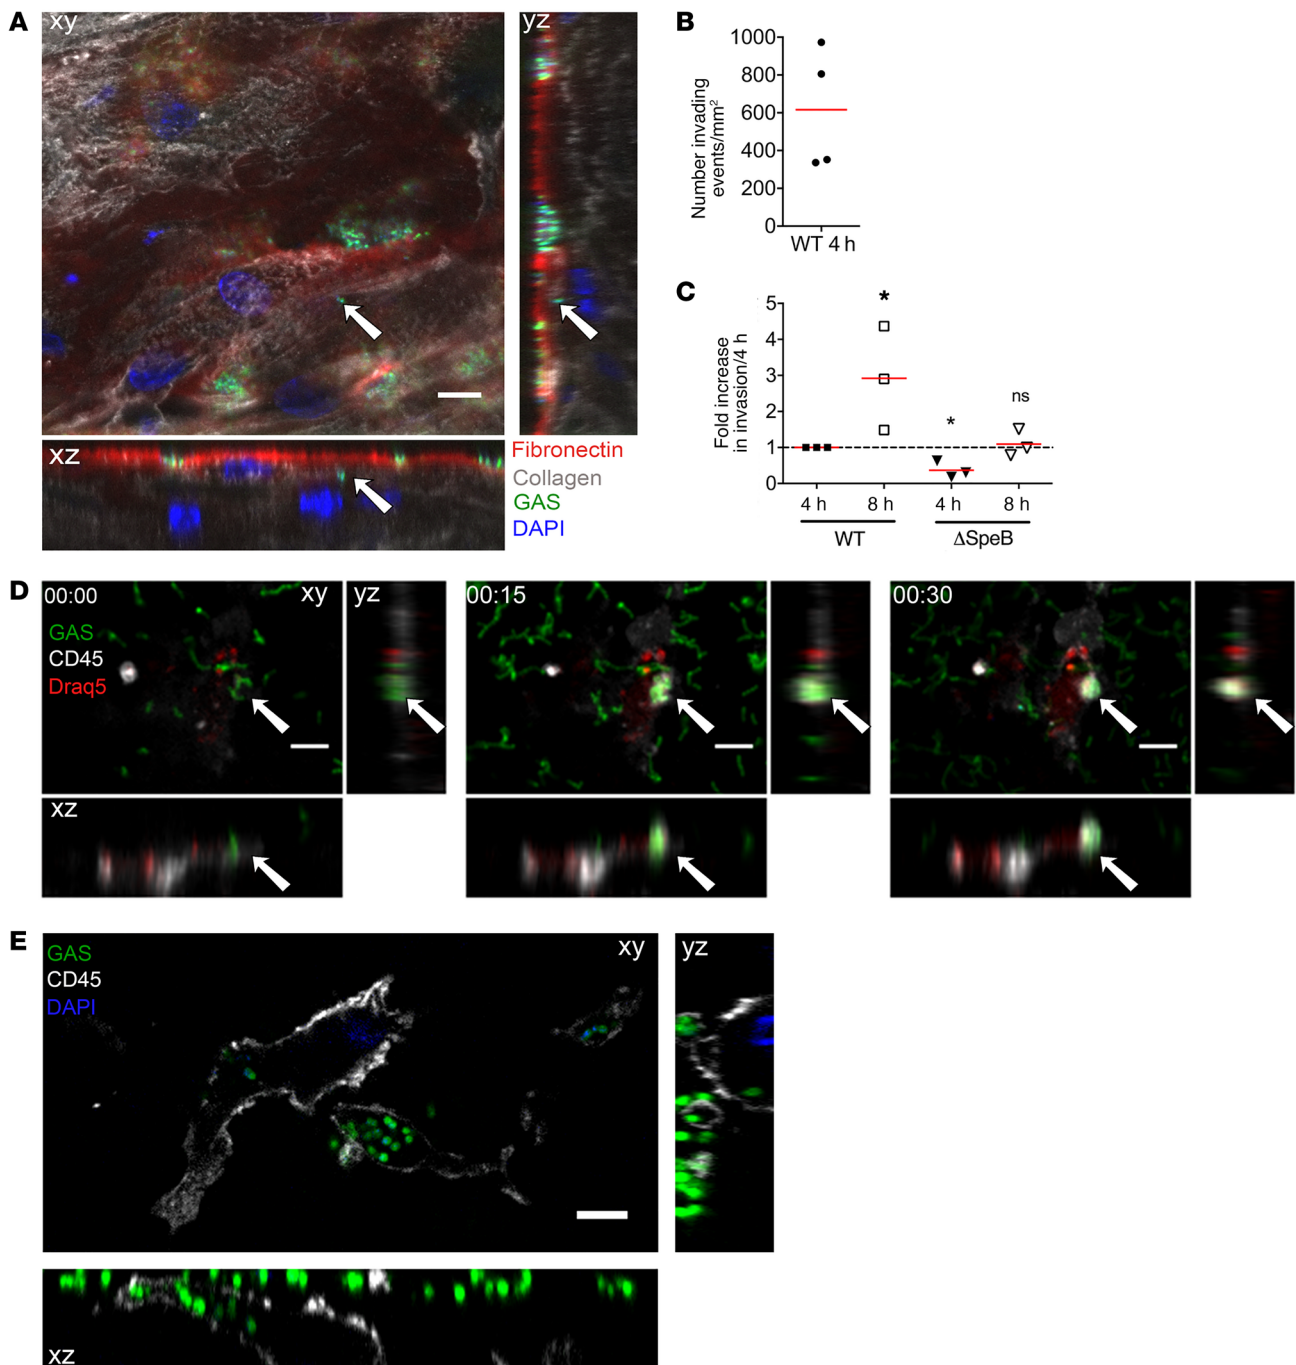 A
xy
yz
xz
Fibronectin
Collagen
GAS
DAPI
B
Number invading
events/mm²
1000
800
600
400
200
0
WT 4 h
C
Fold increase
in invasion/4 h
5
4
3
2
1
0
*
*
ns
4 h 8 h 4 h 8 h
WT ΔSpeB
D
00:00 xy yz
GAS
CD45
Draq5
xz
00:15
00:30
E
GAS
CD45
DAPI
xy
yz
xz